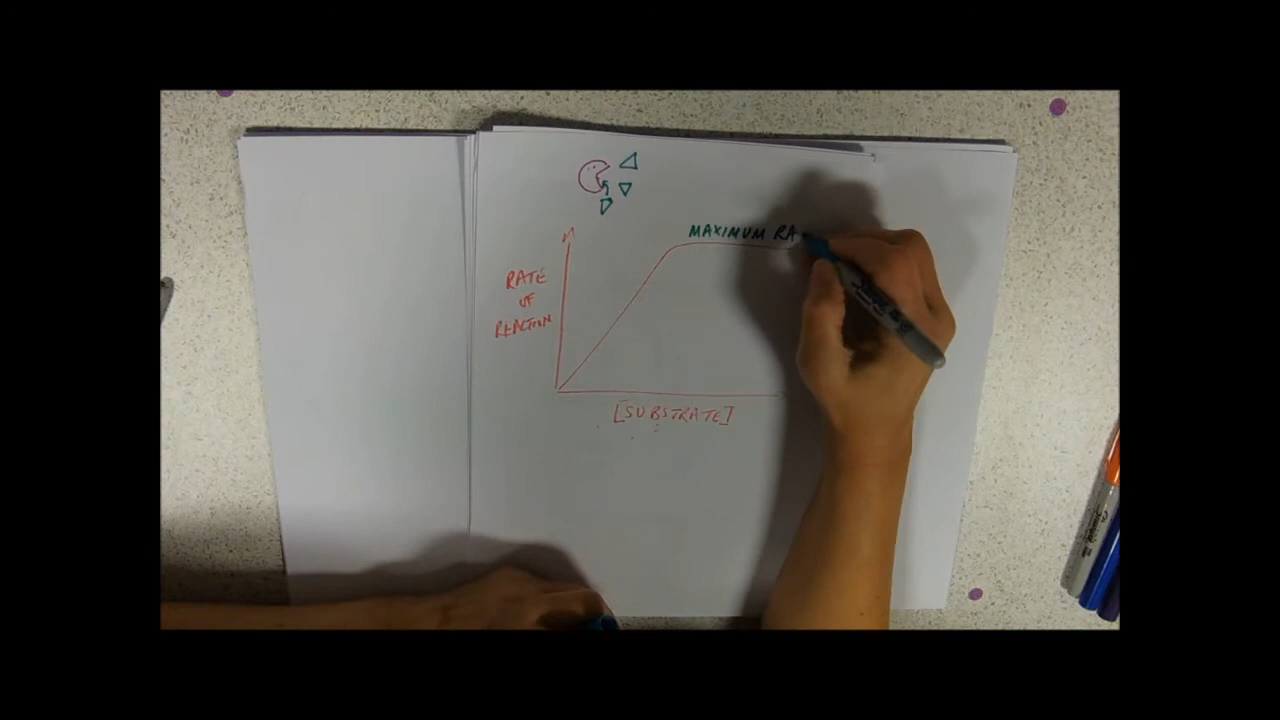 MAXIMUM RA
RATE
OF
REACTION
[SUBSTRATE]